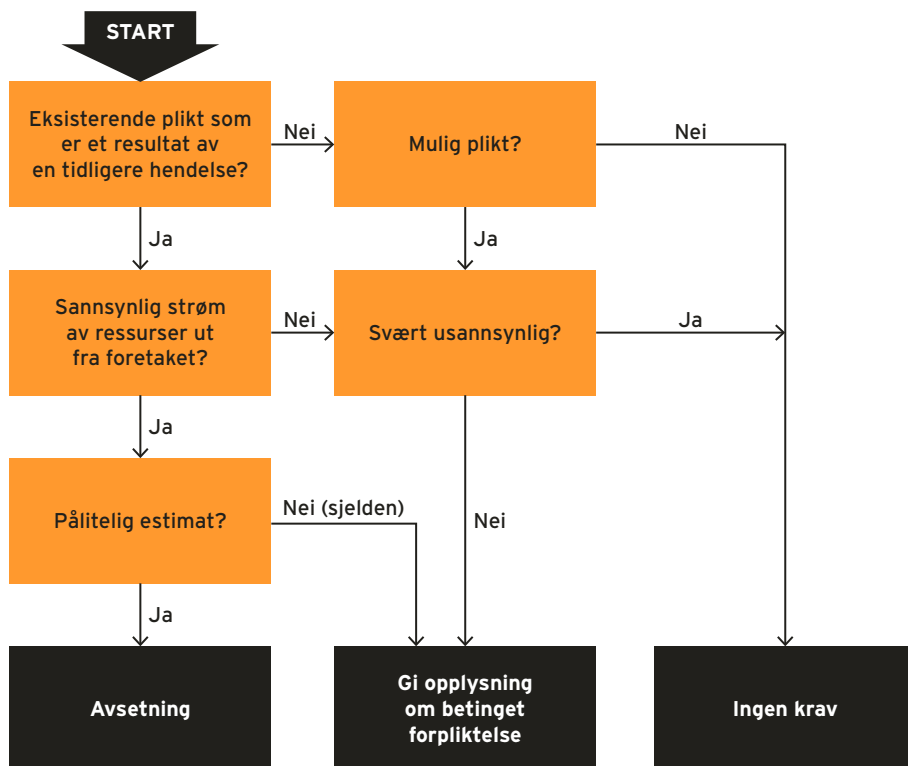 START
Eksisterende plikt som
er et resultat av
en tidligere hendelse?
Nei
Mulig plikt?
Nei
Ja
Ja
Sannsynlig strøm
av ressurser ut
fra foretaket?
Nei
Svært usannsynlig?
Ja
Ja
Pålitelig estimat?
Nei (sjelden)
Nei
Ja
Avsetning
Gi opplysning
om betinget
forpliktelse
Ingen krav